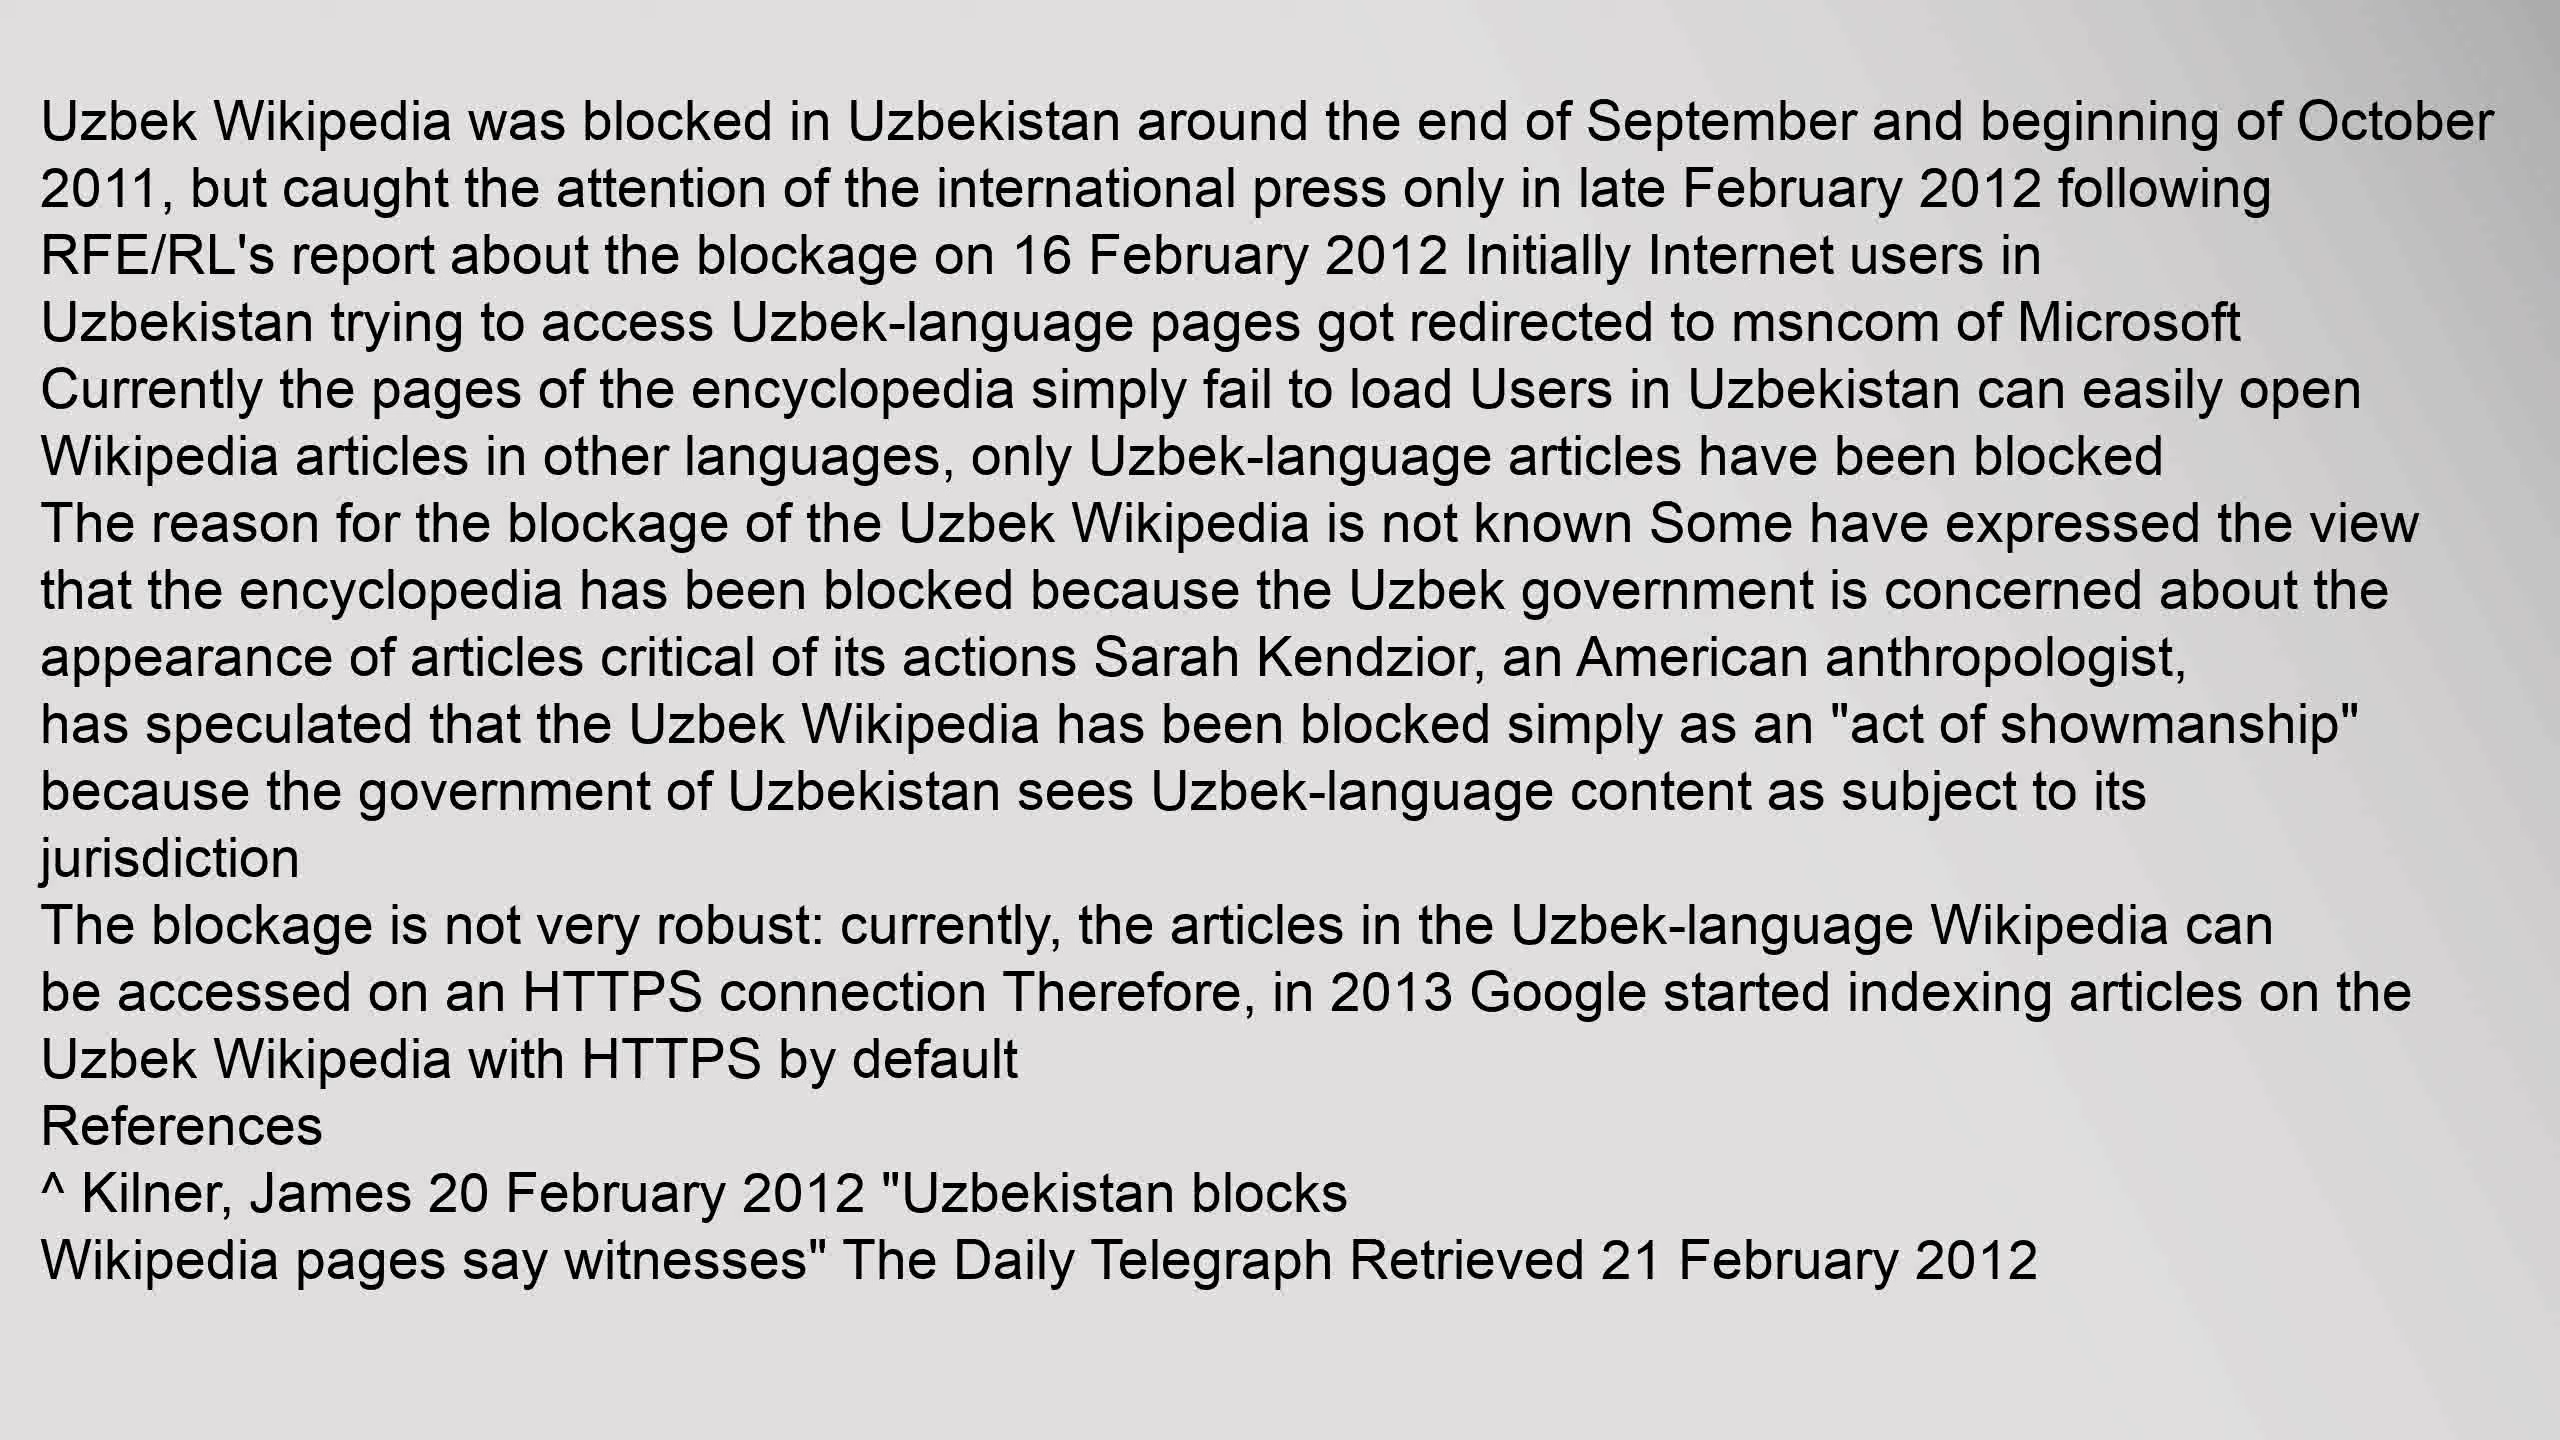 Uzbek Wikipedia was blocked in Uzbekistan around the end of September and beginning of October
2011, but caught the attention of the international press only in late February 2012 following
RFE/RL's report about the blockage on 16 February 2012 Initially Internet users in
Uzbekistan trying to access Uzbek-language pages got redirected to msncom of Microsoft
Currently the pages of the encyclopedia simply fail to load Users in Uzbekistan can easily open
Wikipedia articles in other languages, only Uzbek-language articles have been blocked
The reason for the blockage of the Uzbek Wikipedia is not known Some have expressed the view
that the encyclopedia has been blocked because the Uzbek government is concerned about the
appearance of articles critical of its actions Sarah Kendzior, an American anthropologist,
has speculated that the Uzbek Wikipedia has been blocked simply as an "act of showmanship"
because the government of Uzbekistan sees Uzbek-language content as subject to its
jurisdiction
The blockage is not very robust: currently, the articles in the Uzbek-language Wikipedia can
be accessed on an HTTPS connection Therefore, in 2013 Google started indexing articles on the
Uzbek Wikipedia with HTTPS by default
References
^ Kilner, James 20 February 2012 "Uzbekistan blocks
Wikipedia pages say witnesses" The Daily Telegraph Retrieved 21 February 2012